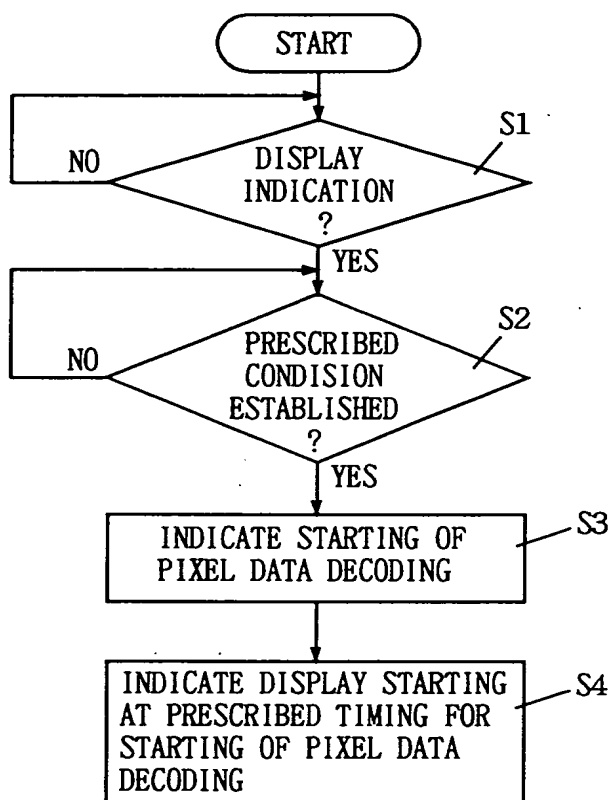 START
S1
DISPLAY
INDICATION
?
NO
YES
S2
PRESCRIBED
CONDISION
ESTABLISHED
?
NO
YES
S3
INDICATE STARTING OF
PIXEL DATA DECODING
S4
INDICATE DISPLAY STARTING
AT PRESCRIBED TIMING FOR
STARTING OF PIXEL DATA
DECODING